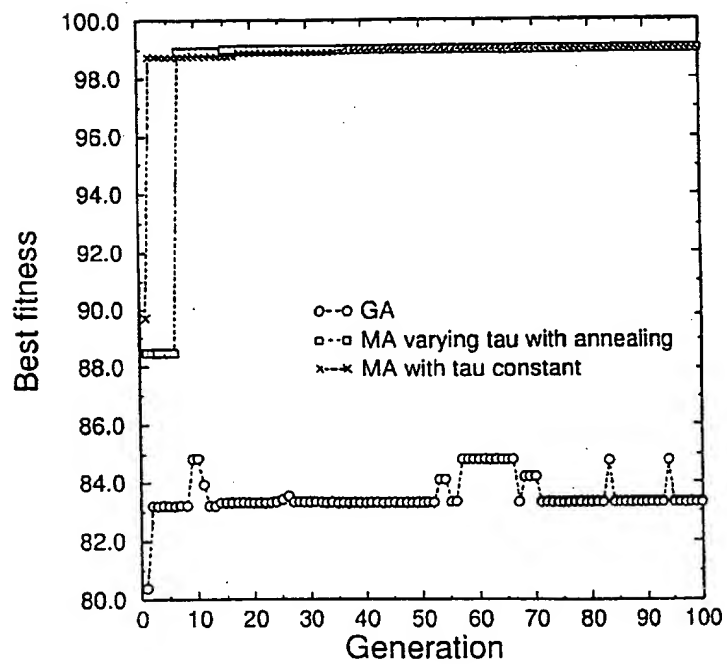 100.0
98.0
96.0
94.0
92.0
90.0
88.0
86.0
84.0
82.0
80.0
Best fitness
GA
MA varying tau with annealing
MA with tau constant
0 10 20 30 40 50 60 70 80 90 100
Generation